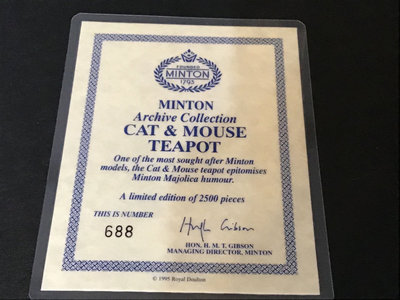 FOUNDED
MINTON
1793
MINTON
Archive Collection
CAT & MOUSE
TEAPOT
One of the most sought after Minton
models, the Cat & Mouse teapot epitomises
Minton Majolica humour.
A limited edition of 2500 pieces
THIS IS NUMBER
688
Hugh Gibson
HON. H. M. T. GIBSON
MANAGING DIRECTOR, MINTON
© 1995 Royal Doulton